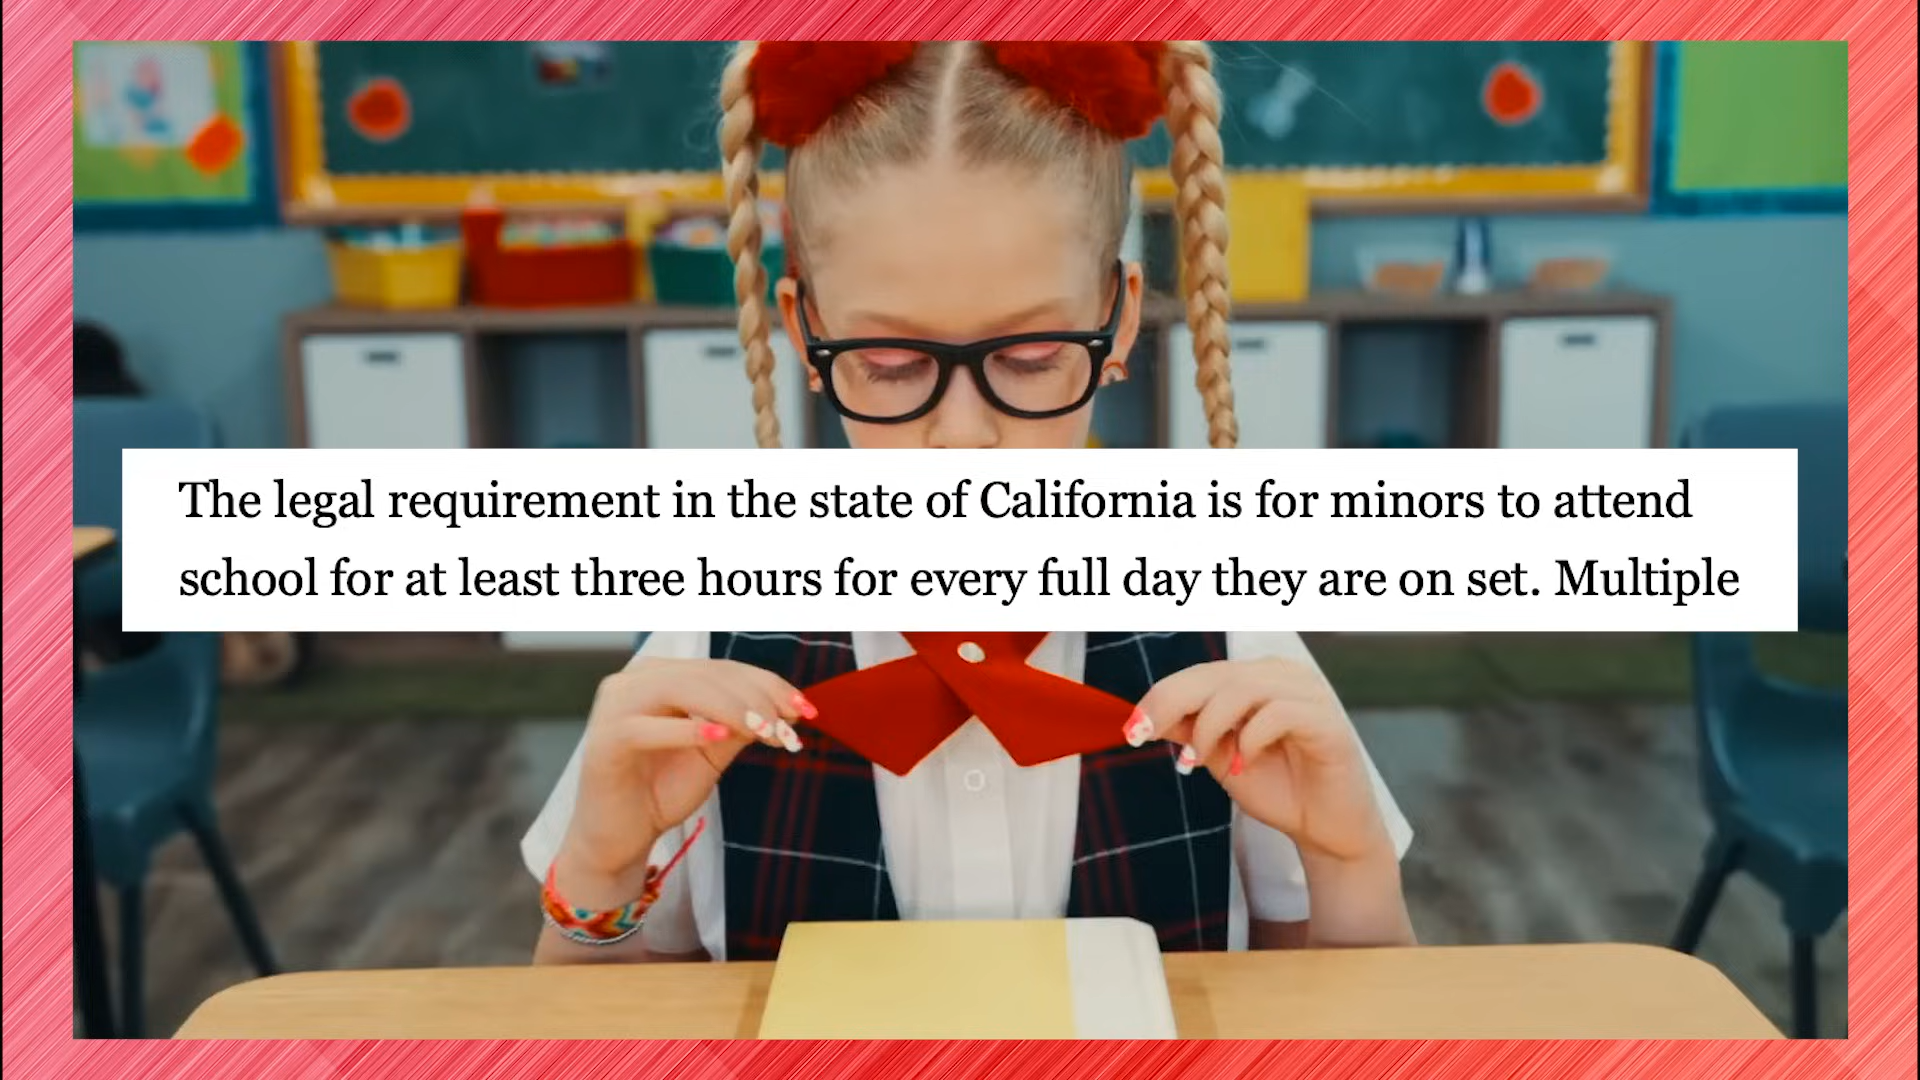 The legal requirement in the state of California is for minors to attend
school for at least three hours for every full day they are on set. Multiple